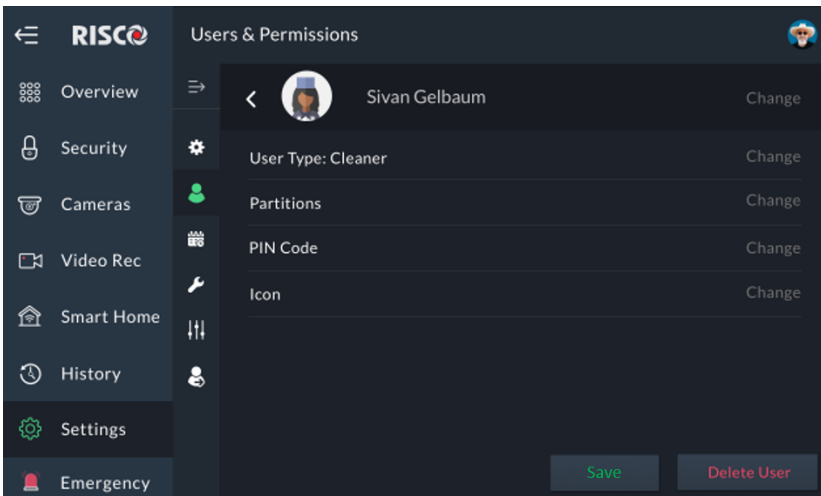 RISCO
Users & Permissions
Overview
Security
Cameras
Video Rec
Smart Home
History
Settings
Emergency
Sivan Gelbaum Change
User Type: Cleaner Change
Partitions Change
PIN Code Change
Icon Change
Save Delete User